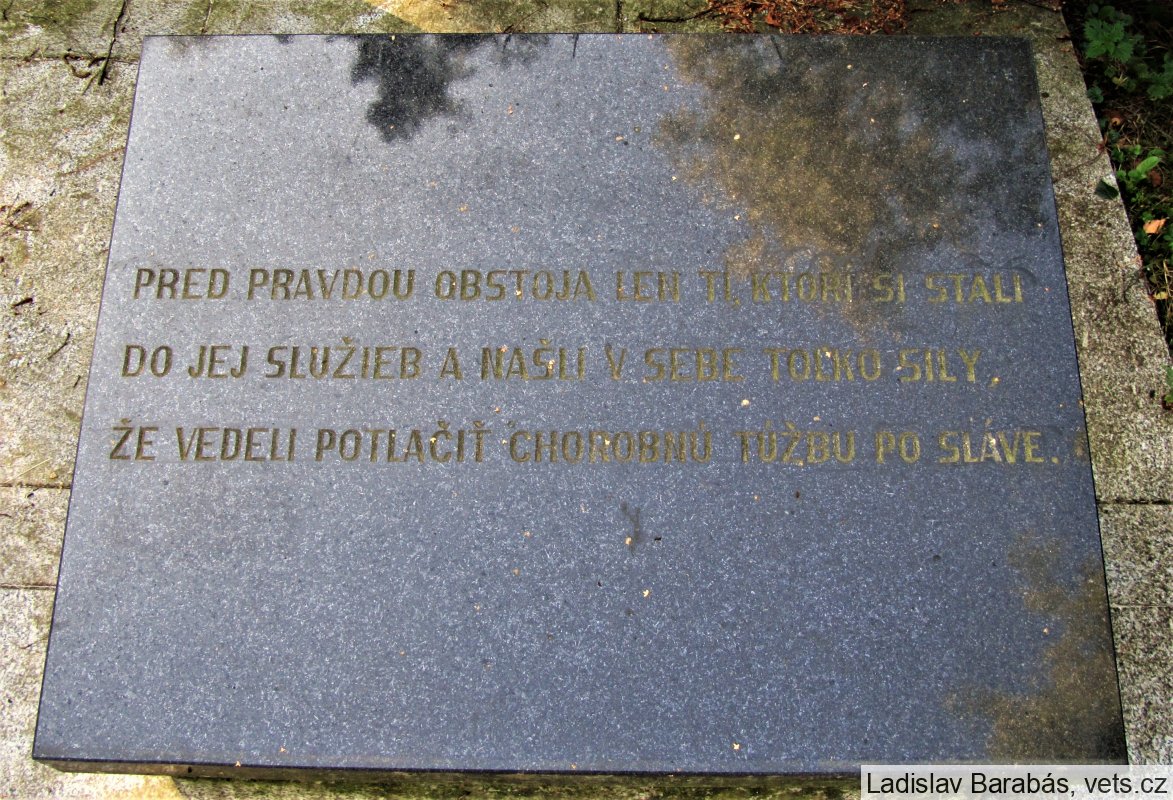 PRED PRAVDOU OBSTOJA LEN TÍ KTORÍ SI STALI
DO JEJ SLUŽIEB A NAŠLI V SEBE TOĽKO SILY,
ŽE VEDELI POTLAČIŤ CHOROBNÚ TÚŽBU PO SLÁVE.
Ladislav Barabás, vets.cz